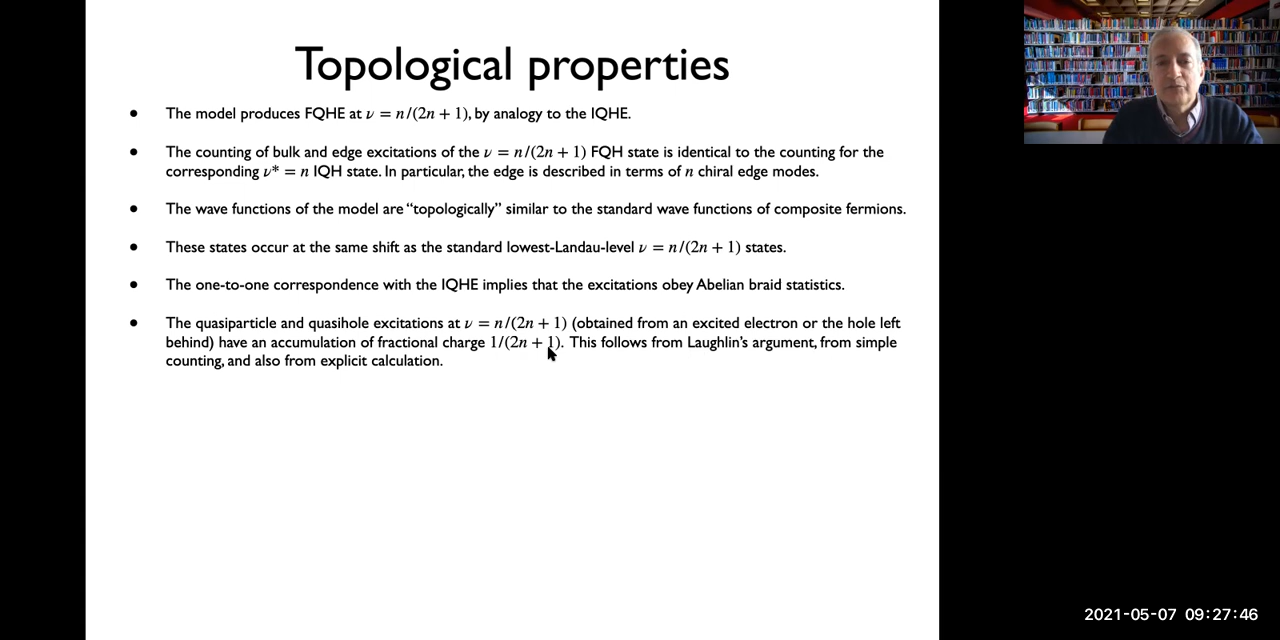 Topological properties
• The model produces FQHE at ν = n/(2n + 1), by analogy to the IQHE.
• The counting of bulk and edge excitations of the ν = n/(2n + 1) FQH state is identical to the counting for the
corresponding ν* = n IQH state. In particular, the edge is described in terms of n chiral edge modes.
• The wave functions of the model are “topologically” similar to the standard wave functions of composite fermions.
• These states occur at the same shift as the standard lowest-Landau-level ν = n/(2n + 1) states.
• The one-to-one correspondence with the IQHE implies that the excitations obey Abelian braid statistics.
• The quasiparticle and quasihole excitations at ν = n/(2n + 1) (obtained from an excited electron or the hole left
behind) have an accumulation of fractional charge 1/(2n + 1). This follows from Laughlin’s argument, from simple
counting, and also from explicit calculation.
2021-05-07 09:27:46